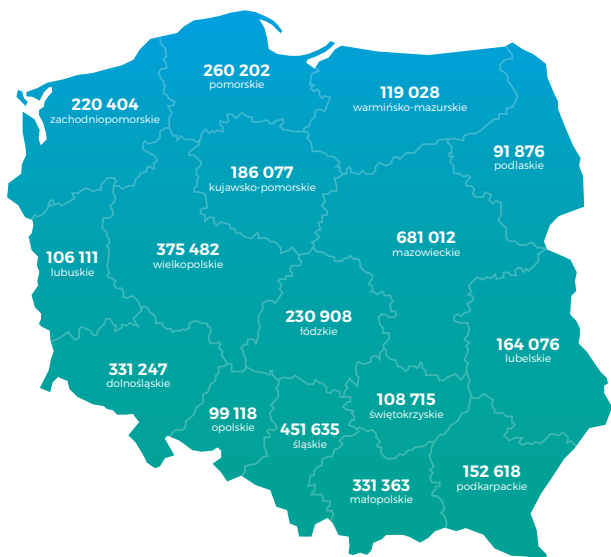 260 202
pomorskie
119 028
warmińsko-mazurskie
220 404
zachodniopomorskie
91 876
podlaskie
186 077
kujawsko-pomorskie
681 012
mazowieckie
375 482
wielkopolskie
106 111
lubuskie
230 908
łódzkie
164 076
lubelskie
331 247
dolnośląskie
108 715
świętokrzyskie
99 118
opolskie
451 635
śląskie
152 618
podkarpackie
331 363
małopolskie